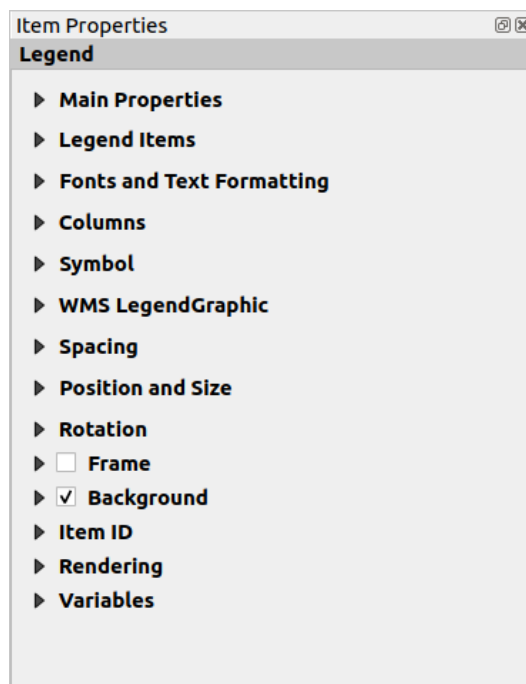 Item Properties
Legend
Main Properties
Legend Items
Fonts and Text Formatting
Columns
Symbol
WMS LegendGraphic
Spacing
Position and Size
Rotation
Frame
Background
Item ID
Rendering
Variables